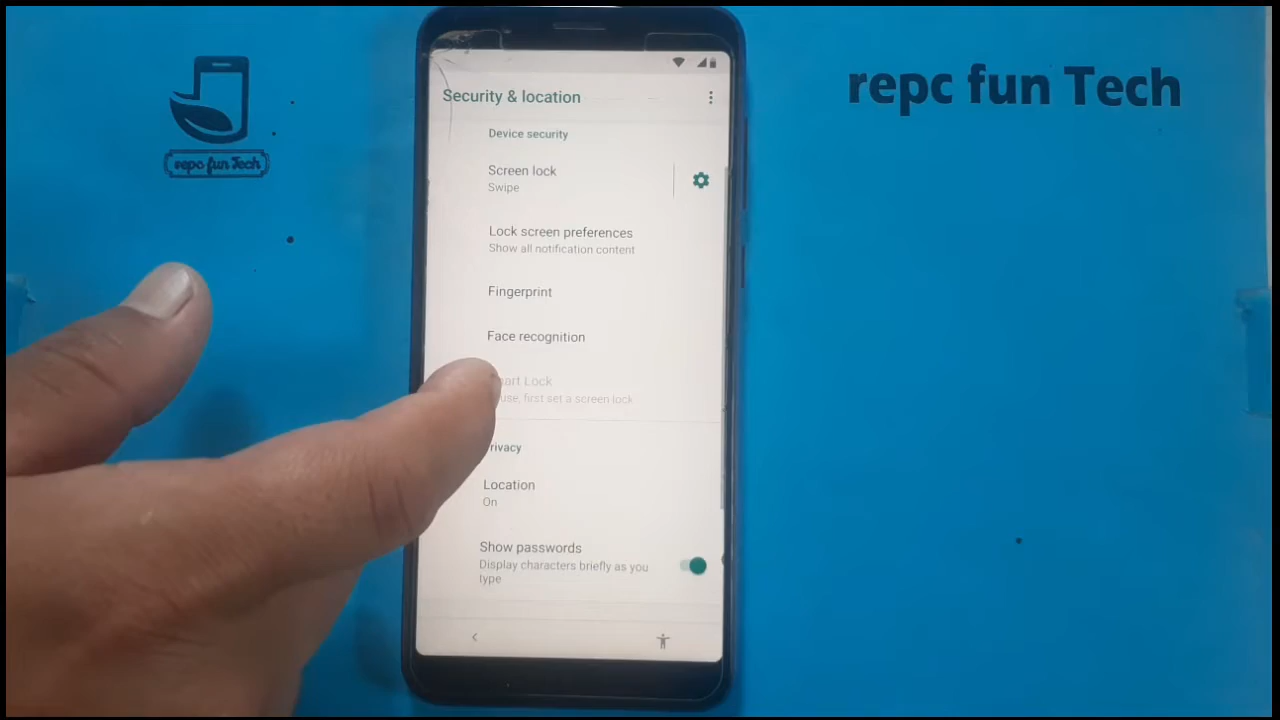 repc fun Tech
repc fun Tech
Security & location
Device security
Screen lock
Swipe
Lock screen preferences
Show all notification content
Fingerprint
Face recognition
art Lock
use, first set a screen lock
rivacy
Location
On
Show passwords
Display characters briefly as you
type